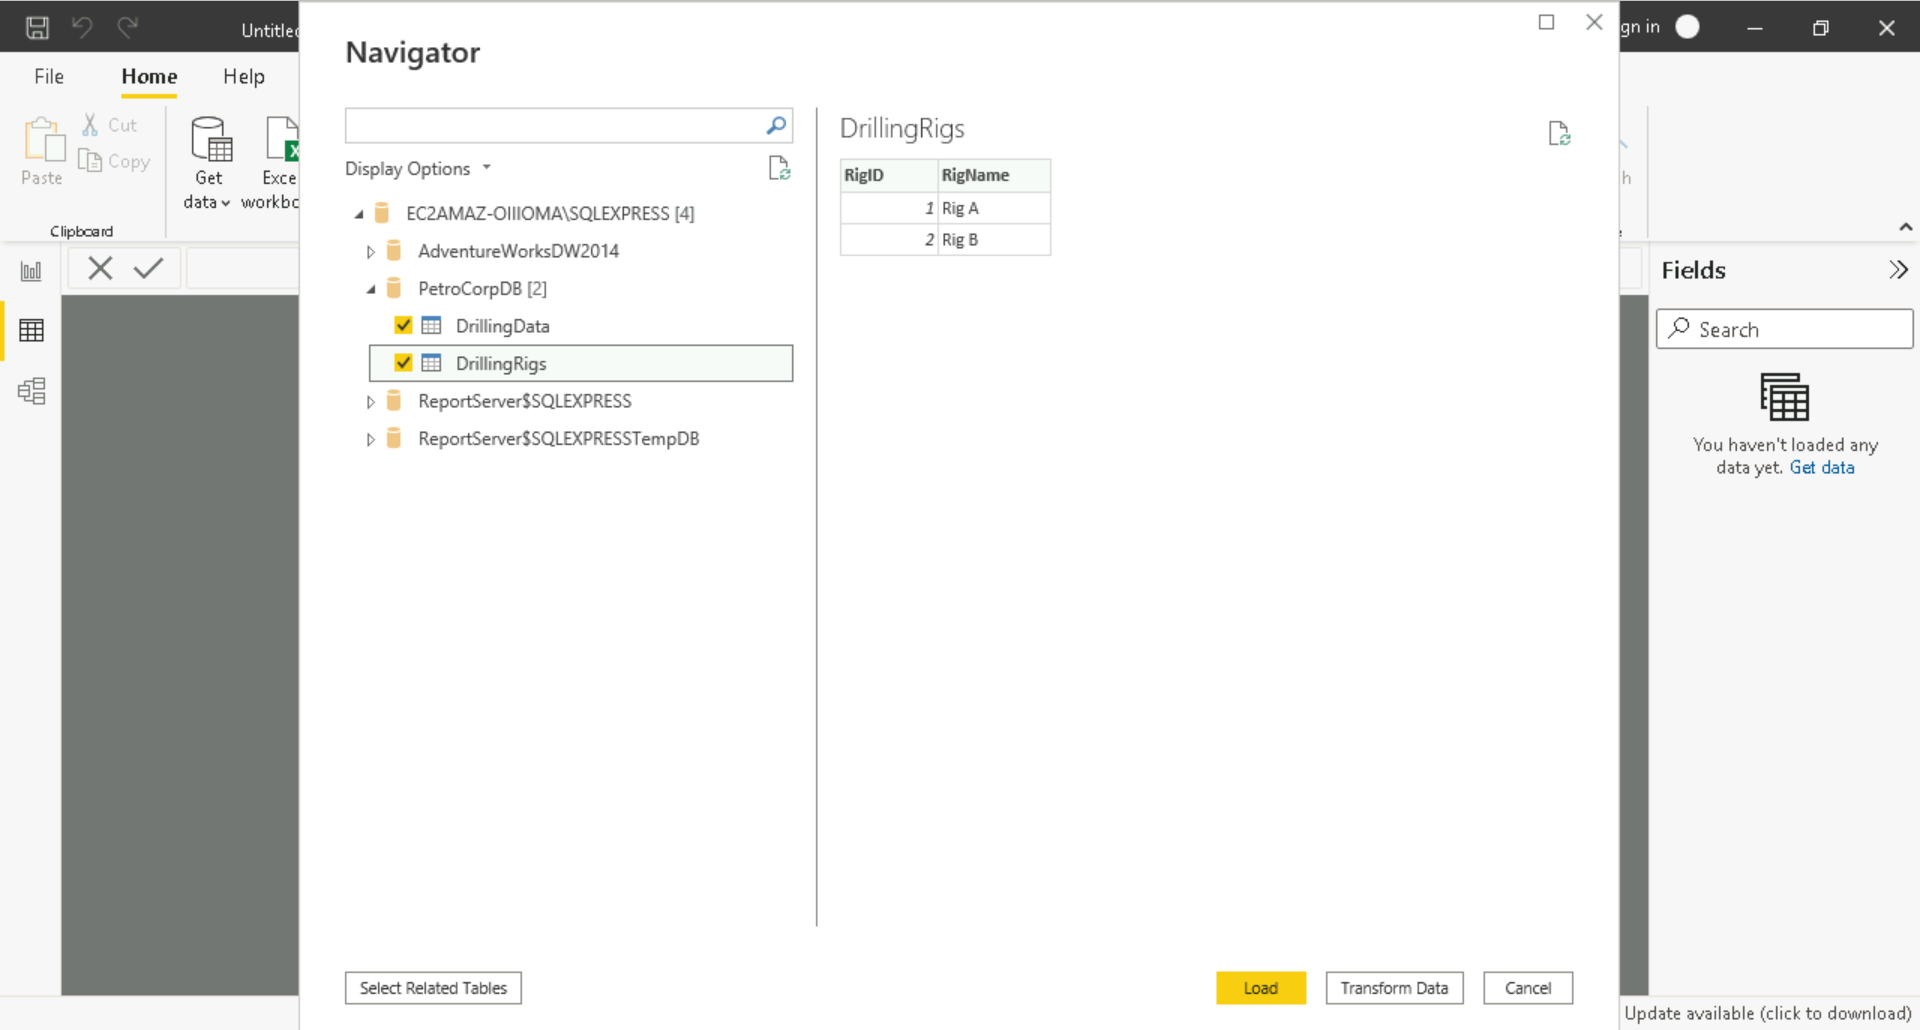 Untitled
Navigator
gn in
File
Home
Help
Paste
Cut
Copy
Clipboard
Get
data
Exce
workbo
Display Options
EC2AMAZ-OIIIOMA\SQLEXPRESS [4]
AdventureWorksDW2014
PetroCorpDB [2]
DrillingData
DrillingRigs
ReportServer$SQLEXPRESS
ReportServer$SQLEXPRESSTempDB
DrillingRigs
RigID RigName
1 Rig A
2 Rig B
h
Fields
Search
You haven't loaded any
data yet. Get data
Select Related Tables
Load
Transform Data
Cancel
Update available (click to download)